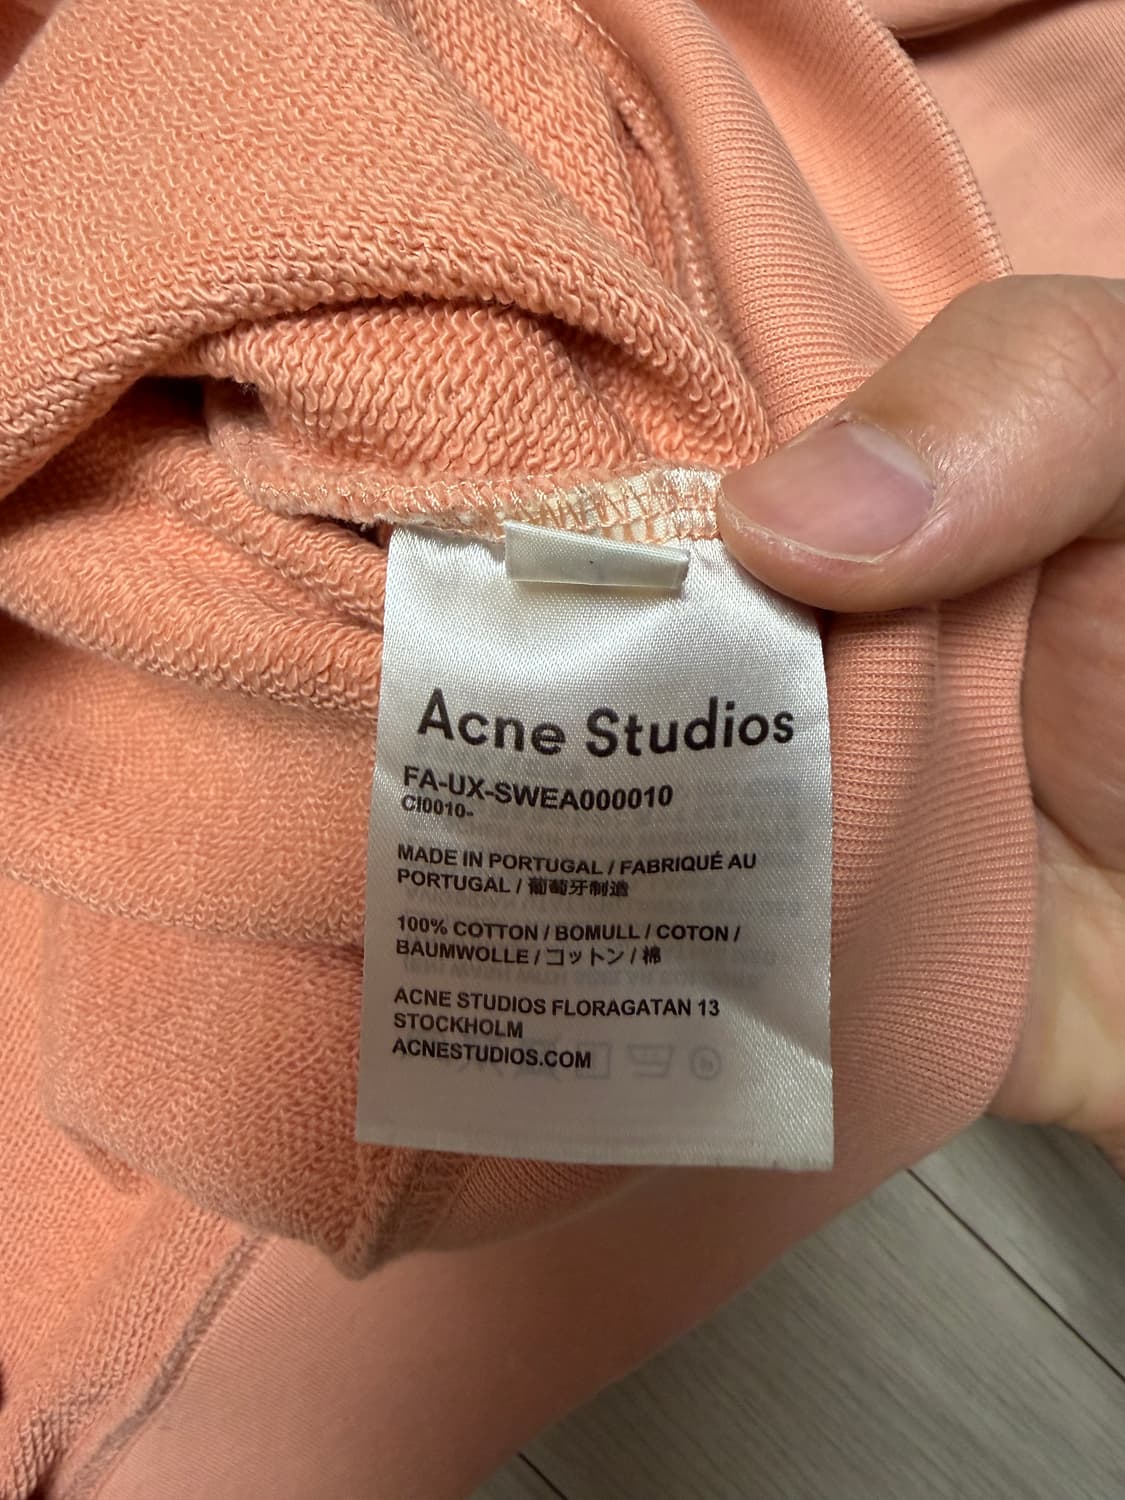 Acne Studios
FA-UX-SWEA000010
CI0010-
MADE IN PORTUGAL / FABRIQUÉ AU
PORTUGAL / 葡萄牙制造
100% COTTON / BOMULL / COTON /
BAUMWOLLE / コットン / 棉
ACNE STUDIOS FLORAGATAN 13
STOCKHOLM
ACNESTUDIOS.COM